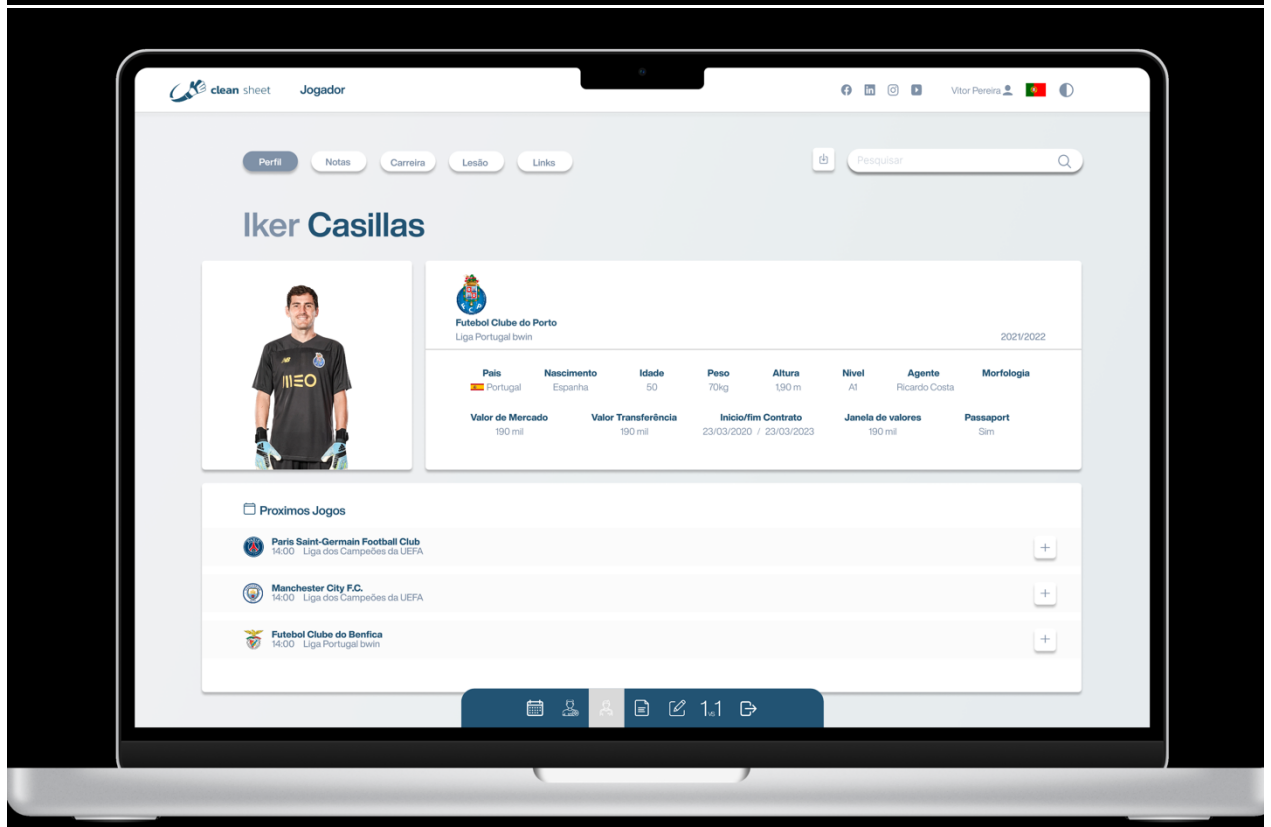 clean sheet Jogador Vitor Pereira
Perfil Notas Carreira Lesão Links Pesquisar
Iker Casillas
Futebol Clube do Porto
Liga Portugal bwin 2021/2022
Pais Nascimento Idade Peso Altura Nivel Agente Morfologia
Portugal Espanha 50 70kg 1,90 m A1 Ricardo Costa
Valor de Mercado Valor Transferência Inicio/fim Contrato Janela de valores Passaport
190 mil 190 mil 23/03/2020 / 23/03/2023 190 mil Sim
MEO
Proximos Jogos
Paris Saint-Germain Football Club
14:00 Liga dos Campeões da UEFA
Manchester City F.C.
14:00 Liga dos Campeões da UEFA
Futebol Clube do Benfica
14:00 Liga Portugal bwin
1vs1